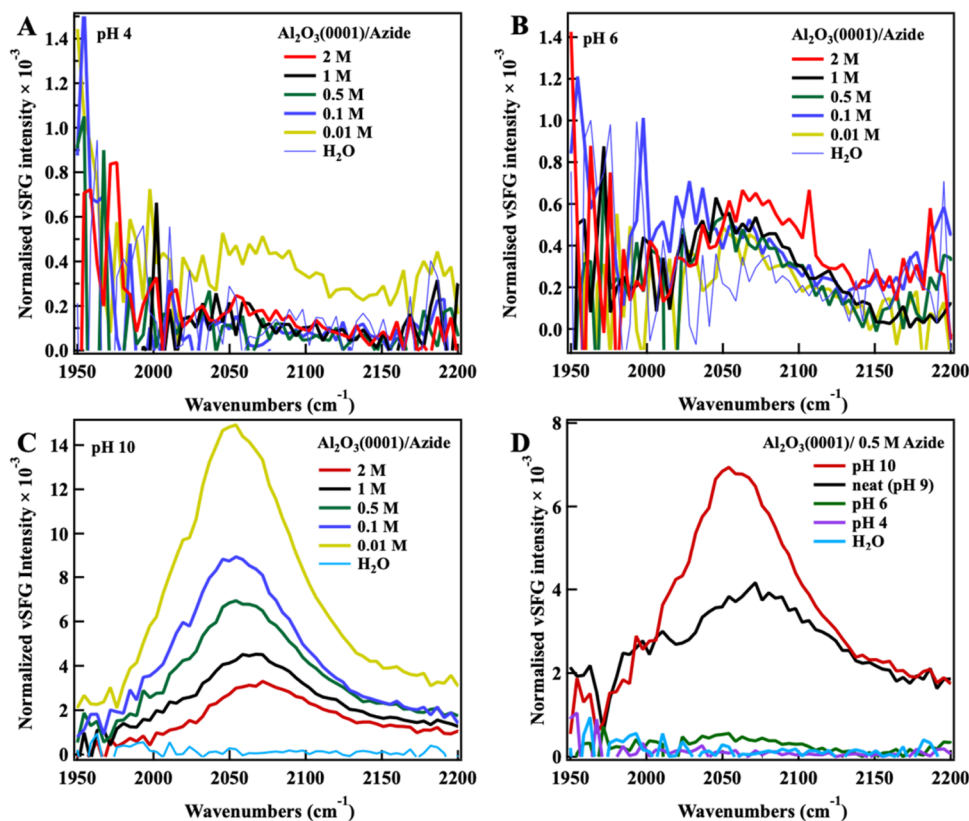 A
pH 4
Al₂O₃(0001)/Azide
2 M
1 M
0.5 M
0.1 M
0.01 M
H₂O
Normalised vSFG intensity × 10⁻³
1.4
1.2
1.0
0.8
0.6
0.4
0.2
0.0
1950 2000 2050 2100 2150 2200
Wavenumbers (cm⁻¹)
B
pH 6
Al₂O₃(0001)/Azide
2 M
1 M
0.5 M
0.1 M
0.01 M
H₂O
Normalised vSFG intensity × 10⁻³
1.4
1.2
1.0
0.8
0.6
0.4
0.2
0.0
1950 2000 2050 2100 2150 2200
Wavenumbers (cm⁻¹)
C
pH 10
Al₂O₃(0001)/Azide
2 M
1 M
0.5 M
0.1 M
0.01 M
H₂O
Normalized vSFG Intensity × 10⁻³
14
12
10
8
6
4
2
0
1950 2000 2050 2100 2150 2200
Wavenumbers (cm⁻¹)
D
Al₂O₃(0001)/ 0.5 M Azide
pH 10
neat (pH 9)
pH 6
pH 4
H₂O
Normalised vSFG intensity × 10⁻³
8
6
4
2
0
1950 2000 2050 2100 2150 2200
Wavenumbers (cm⁻¹)